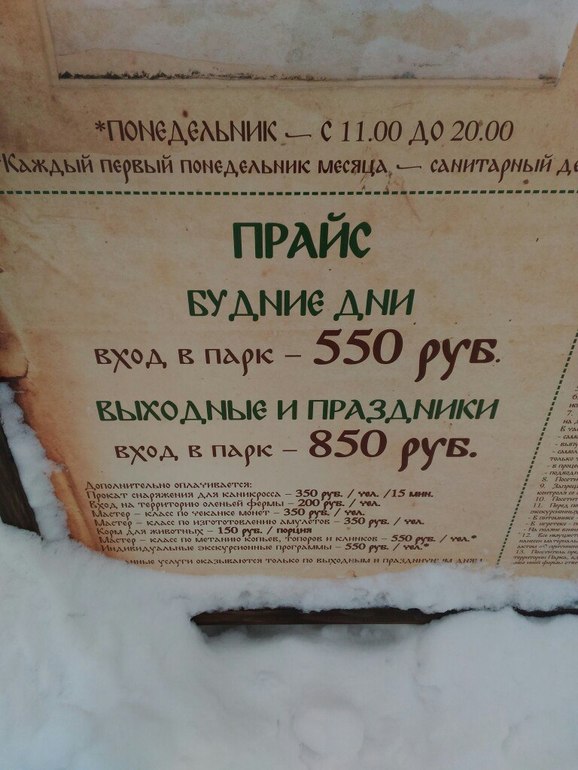 *ПОНЕДЕЛЬНИК — С 11.00 ДО 20.00
Каждый первый понедельник месяца — санитарный
ПРАЙС
БУДНИЕ ДНИ
вход в парк – 550 руб.
ВЫХОДНЫЕ И ПРАЗДНИКИ
вход в парк – 850 руб.
Дополнительно оплачивается:
Прокат снаряжения для каникросса – 350 руб. / чел. /15 мин.
Вход на территорию оленьей фермы – 200 руб. / чел.
Мастер – класс по чеканке монет – 350 руб. / чел.
Мастер – класс по изготовлению амулетов – 350 руб. / чел.
Корм для животных – 150 руб. / порция
Мастер – класс по метанию копьев, топоров и клинков – 550 руб. / чел.*
Индивидуальные экскурсионные программы – 550 руб. / чел.*
услуги оказываются только по выходным и праздничным дням!